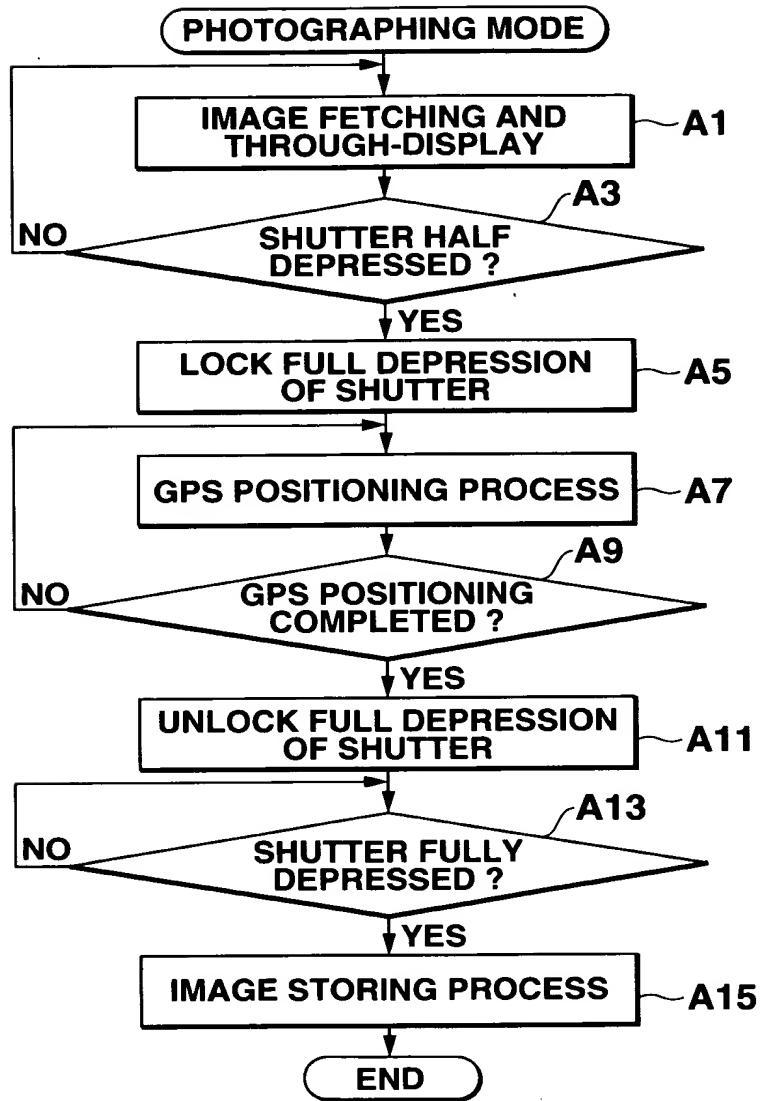 PHOTOGRAPHING MODE
IMAGE FETCHING AND
THROUGH-DISPLAY
A1
A3
NO
SHUTTER HALF
DEPRESSED ?
YES
LOCK FULL DEPRESSION
OF SHUTTER
A5
GPS POSITIONING PROCESS
A7
A9
NO
GPS POSITIONING
COMPLETED ?
YES
UNLOCK FULL DEPRESSION
OF SHUTTER
A11
A13
NO
SHUTTER FULLY
DEPRESSED ?
YES
IMAGE STORING PROCESS
A15
END